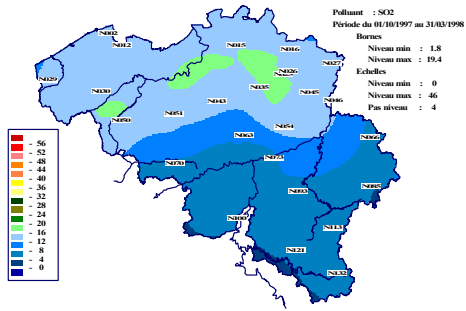 Polluant : SO2
Période du 01/10/1997 au 31/03/1998
Bornes
Niveau min : 1.8
Niveau max : 19.4
Echelles
Niveau min : 0
Niveau max : 46
Pas niveau : 4
N002
N012
N015
N016
N027
N029
N026
N030
N035
N045
N043
N046
N050
N051
N054
N063
N066
N070
N073
N085
N093
N100
N113
N121
N132
- 56
- 52
- 48
- 44
- 40
- 36
- 32
- 28
- 24
- 20
- 16
- 12
- 8
- 4
- 0